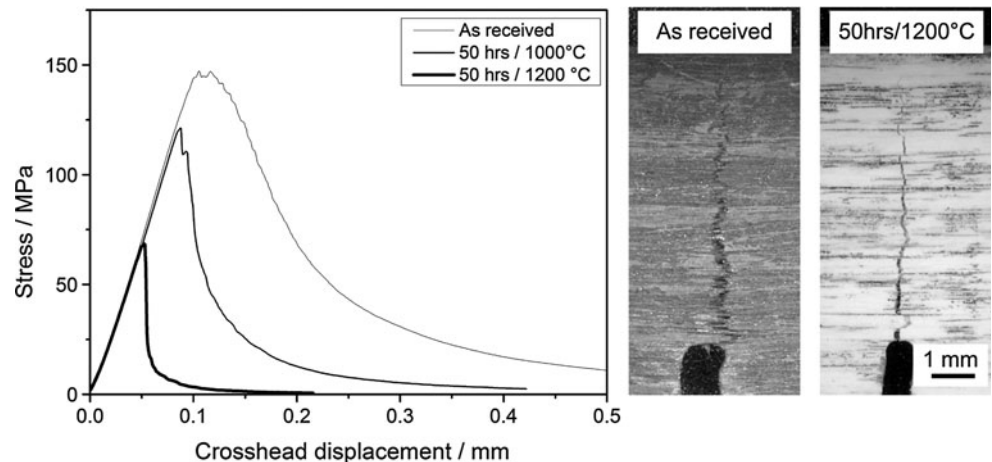 As received
50 hrs / 1000°C
50 hrs / 1200 °C
150
100
50
0
0.0 0.1 0.2 0.3 0.4 0.5
Stress / MPa
Crosshead displacement / mm
As received
50hrs/1200°C
1 mm